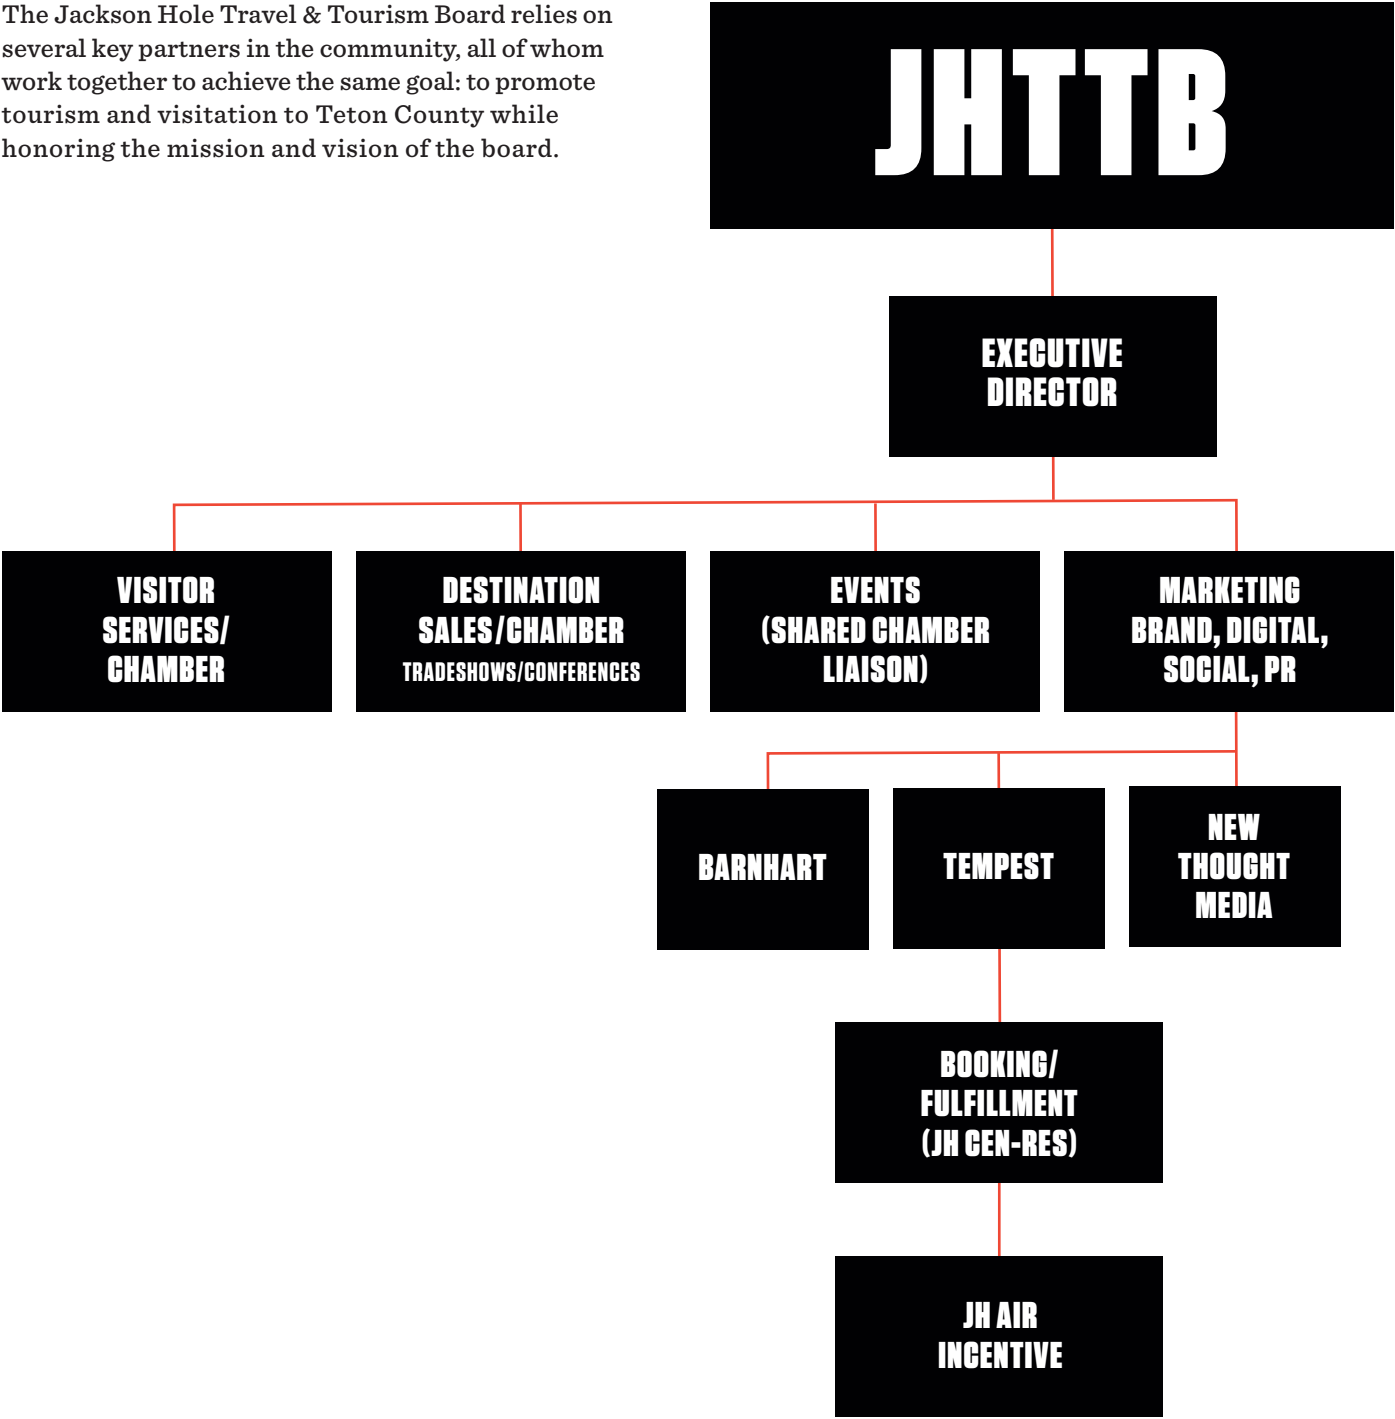 The Jackson Hole Travel & Tourism Board relies on
several key partners in the community, all of whom
work together to achieve the same goal: to promote
tourism and visitation to Teton County while
honoring the mission and vision of the board.
JHTTB
EXECUTIVE
DIRECTOR
VISITOR
SERVICES/
CHAMBER
DESTINATION
SALES/CHAMBER
TRADESHOWS/CONFERENCES
EVENTS
(SHARED CHAMBER
LIAISON)
MARKETING
BRAND, DIGITAL,
SOCIAL, PR
BARNHART
TEMPEST
NEW
THOUGHT
MEDIA
BOOKING/
FULFILLMENT
(JH CEN-RES)
JH AIR
INCENTIVE